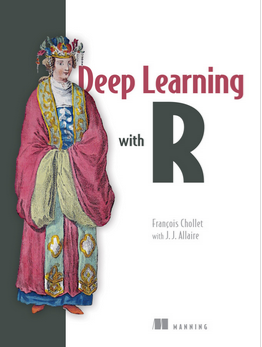 Deep Learning
with R
François Chollet
with J. J. Allaire
MANNING